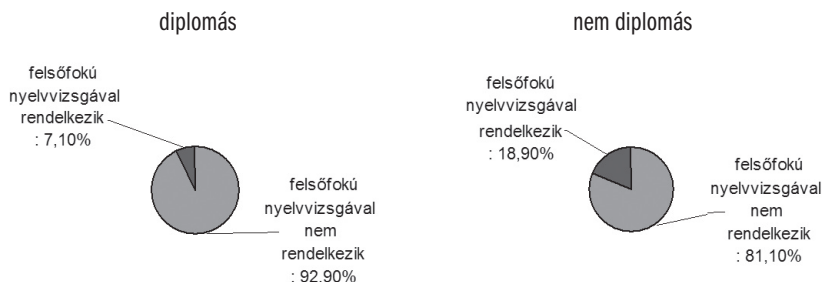 diplomás
felsőfokú
nyelvvizsgával
rendelkezik
: 7,10%
felsőfokú
nyelvvizsgával
nem
rendelkezik
: 92,90%
nem diplomás
felsőfokú
nyelvvizsgával
rendelkezik
: 18,90%
felsőfokú
nyelvvizsgával
nem
rendelkezik
: 81,10%